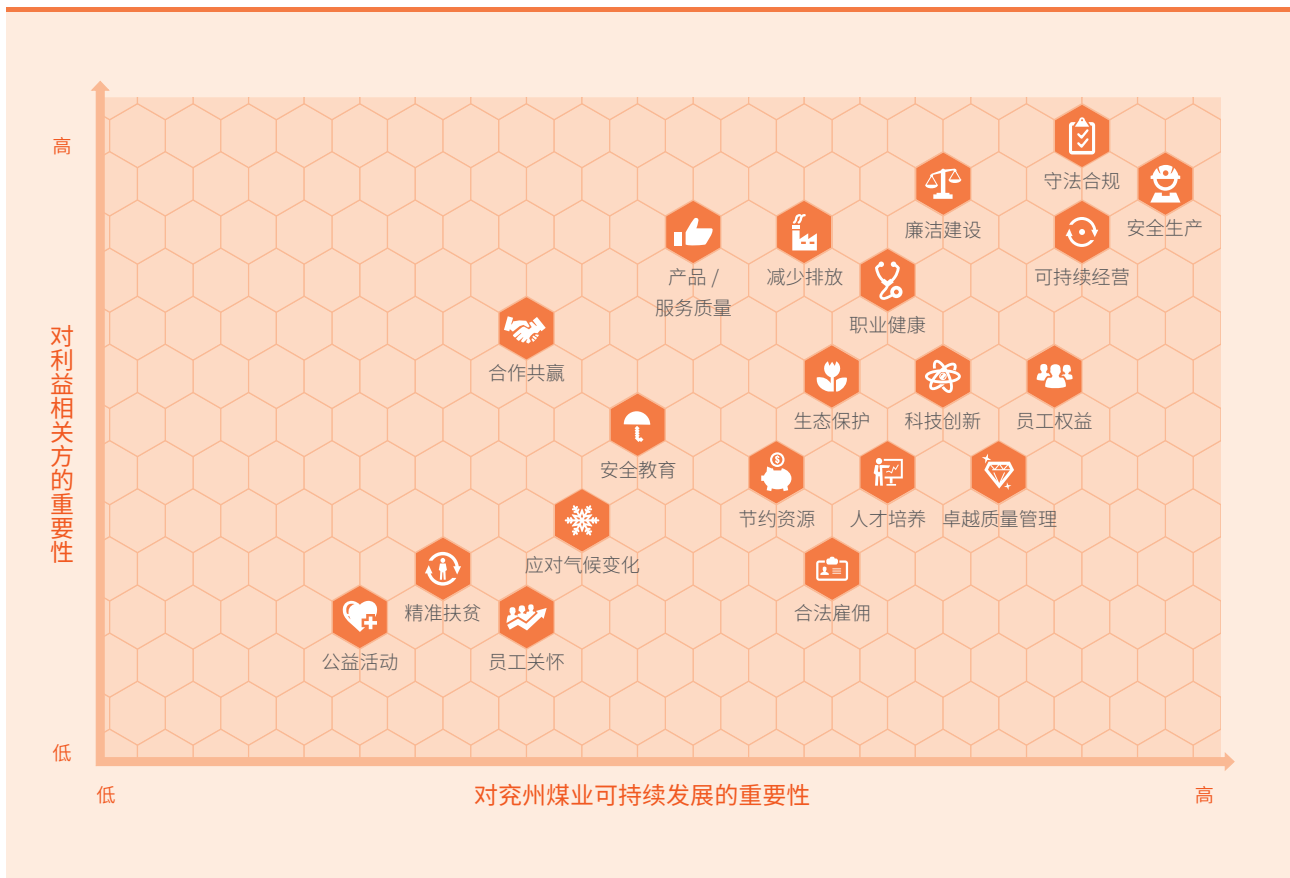 高
守法合规
安全生产
廉洁建设
产品 /
服务质量
减少排放
可持续经营
职业健康
合作共赢
生态保护
科技创新
员工权益
安全教育
节约资源
人才培养
卓越质量管理
应对气候变化
精准扶贫
合法雇佣
公益活动
员工关怀
对利益相关方的重要性
低
低
对兖州煤业可持续发展的重要性
高